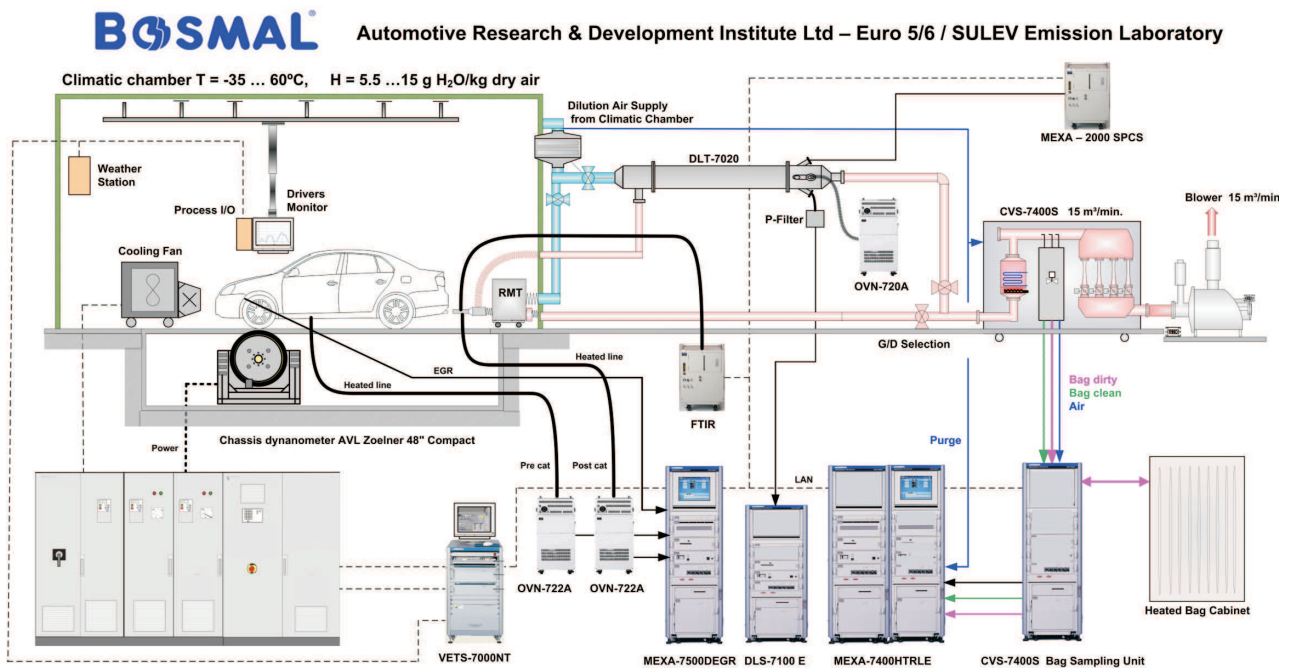 BOSMAL
Automotive Research & Development Institute Ltd – Euro 5/6 / SULEV Emission Laboratory
Climatic chamber T = -35 ... 60ºC, H = 5.5 ...15 g H₂O/kg dry air
Dilution Air Supply
from Climatic Chamber
MEXA – 2000 SPCS
DLT-7020
Weather
Station
Drivers
Monitor
Process I/O
P-Filter
CVS-7400S 15 m³/min.
Blower 15 m³/min
Cooling Fan
RMT
OVN-720A
G/D Selection
Heated line
EGR
Heated line
FTIR
Bag dirty
Bag clean
Air
Chassis dynanometer AVL Zoelner 48" Compact
Power
Purge
Pre cat
Post cat
LAN
OVN-722A
OVN-722A
Heated Bag Cabinet
VETS-7000NT
MEXA-7500DEGR
DLS-7100 E
MEXA-7400HTRLE
CVS-7400S Bag Sampling Unit